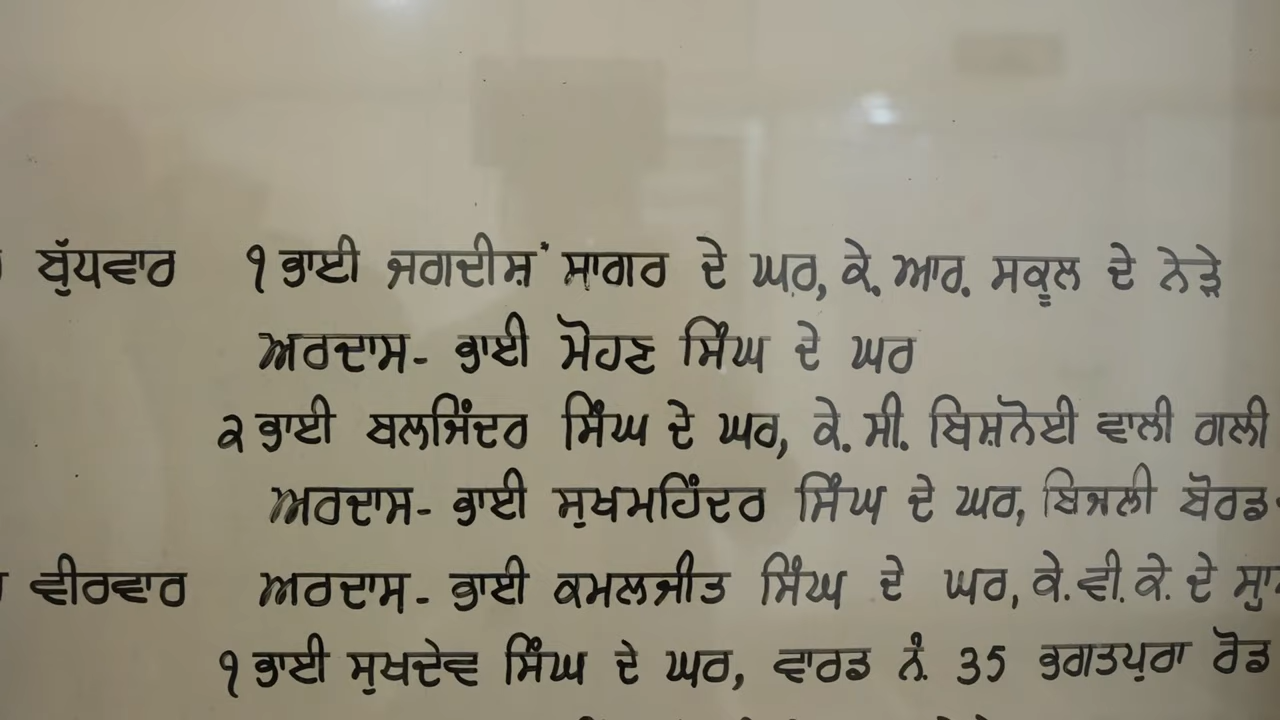 ਬੁੱਧਵਾਰ ੧ ਭਾਈ ਜਗਦੀਸ਼ ਸਾਗਰ ਦੇ ਘਰ, ਕੇ. ਆਰ. ਸਕੂਲ ਦੇ ਨੇੜੇ
ਅਰਦਾਸ- ਭਾਈ ਮੋਹਣ ਸਿੰਘ ਦੇ ਘਰ
੨ ਭਾਈ ਬਲਜਿੰਦਰ ਸਿੰਘ ਦੇ ਘਰ, ਕੇ. ਸੀ. ਬਿਸ਼ਨੋਈ ਵਾਲੀ ਗਲੀ
ਅਰਦਾਸ- ਭਾਈ ਸੁਖਮਹਿੰਦਰ ਸਿੰਘ ਦੇ ਘਰ, ਬਿਜਲੀ ਬੋਰਡ
ਵੀਰਵਾਰ ਅਰਦਾਸ- ਭਾਈ ਕਮਲਜੀਤ ਸਿੰਘ ਦੇ ਘਰ, ਕੇ. ਵੀ. ਕੇ. ਦੇ
੧ ਭਾਈ ਸੁਖਦੇਵ ਸਿੰਘ ਦੇ ਘਰ, ਵਾਰਡ ਨੰ. 35 ਭਗਤਪੁਰਾ ਰੋਡ